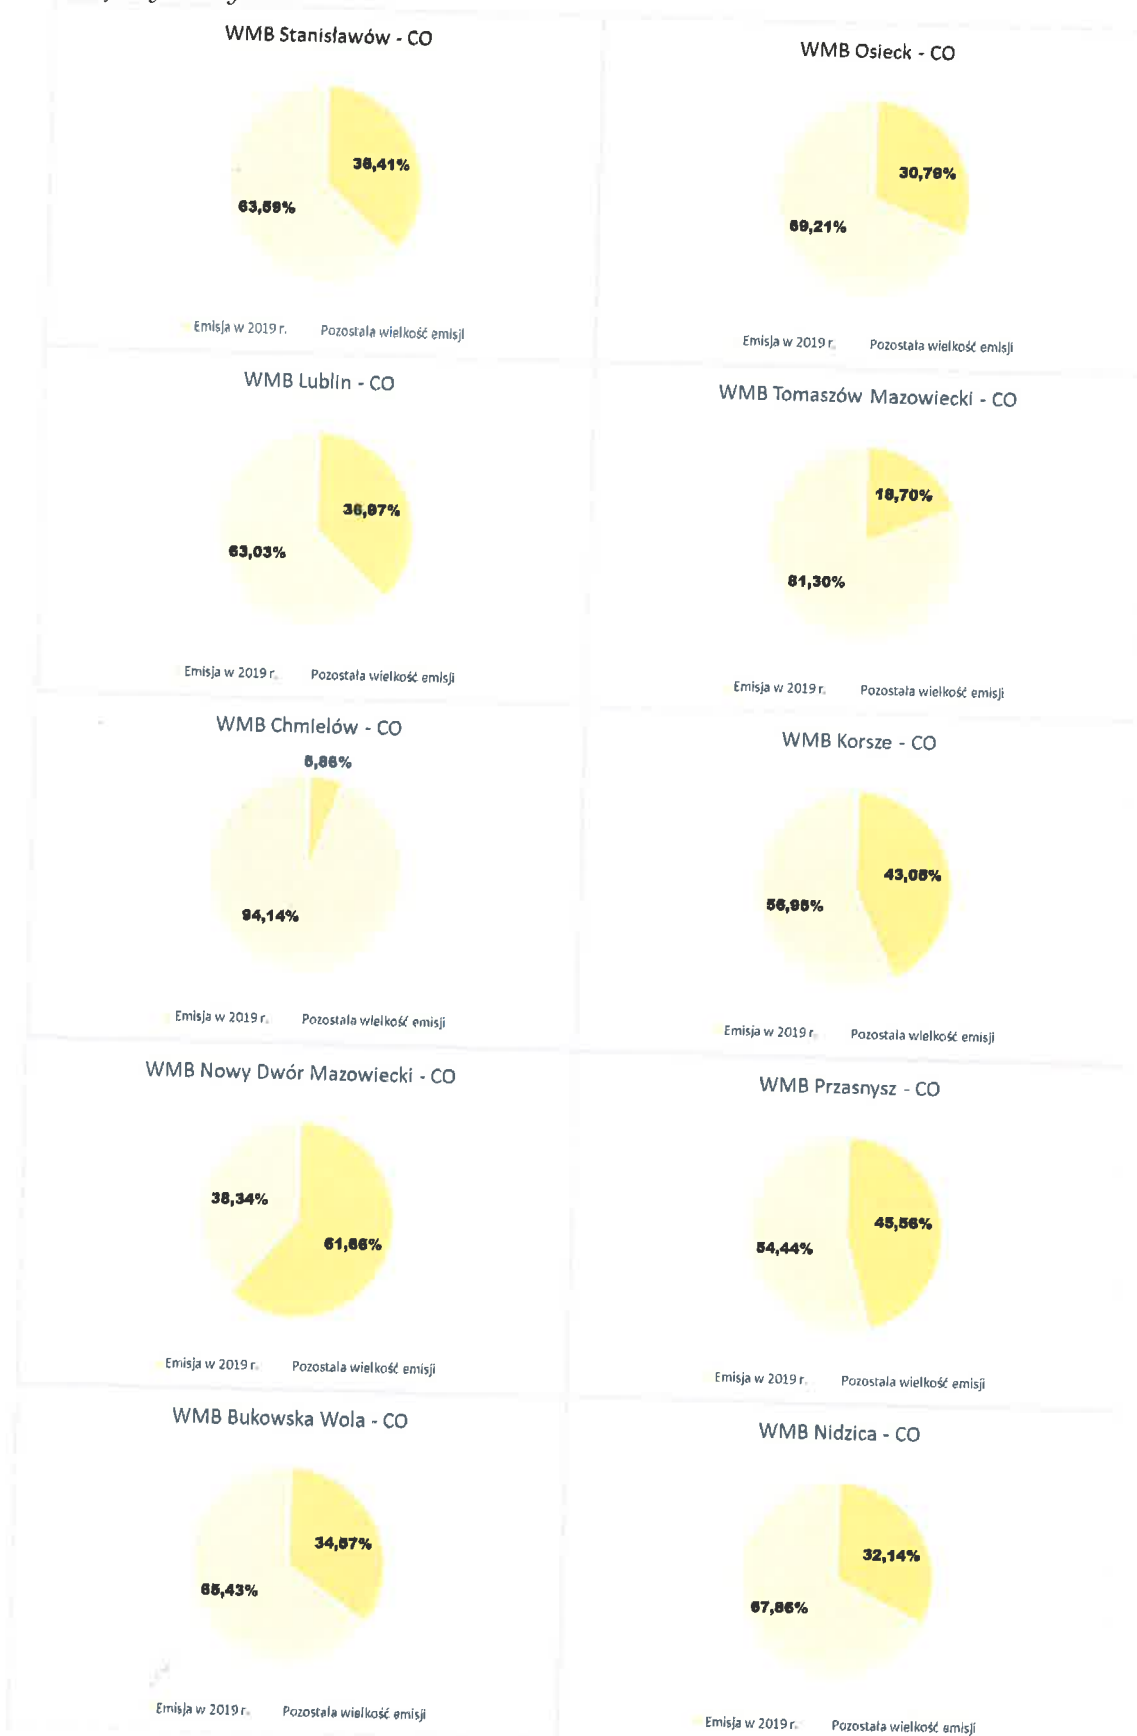 WMB Stanisławów - CO
36,41%
63,59%
Emisja w 2019 r.
Pozostała wielkość emisji
WMB Osieck - CO
30,79%
69,21%
Emisja w 2019 r.
Pozostała wielkość emisji
WMB Lublin - CO
36,97%
63,03%
Emisja w 2019 r.
Pozostała wielkość emisji
WMB Tomaszów Mazowiecki - CO
18,70%
81,30%
Emisja w 2019 r.
Pozostała wielkość emisji
WMB Chmielów - CO
5,86%
94,14%
Emisja w 2019 r.
Pozostała wielkość emisji
WMB Korsze - CO
43,05%
56,95%
Emisja w 2019 r.
Pozostała wielkość emisji
WMB Nowy Dwór Mazowiecki - CO
38,34%
61,66%
Emisja w 2019 r.
Pozostała wielkość emisji
WMB Przasnysz - CO
45,56%
54,44%
Emisja w 2019 r.
Pozostała wielkość emisji
WMB Bukowska Wola - CO
34,57%
65,43%
Emisja w 2019 r.
Pozostała wielkość emisji
WMB Nidzica - CO
32,14%
67,86%
Emisja w 2019 r.
Pozostała wielkość emisji